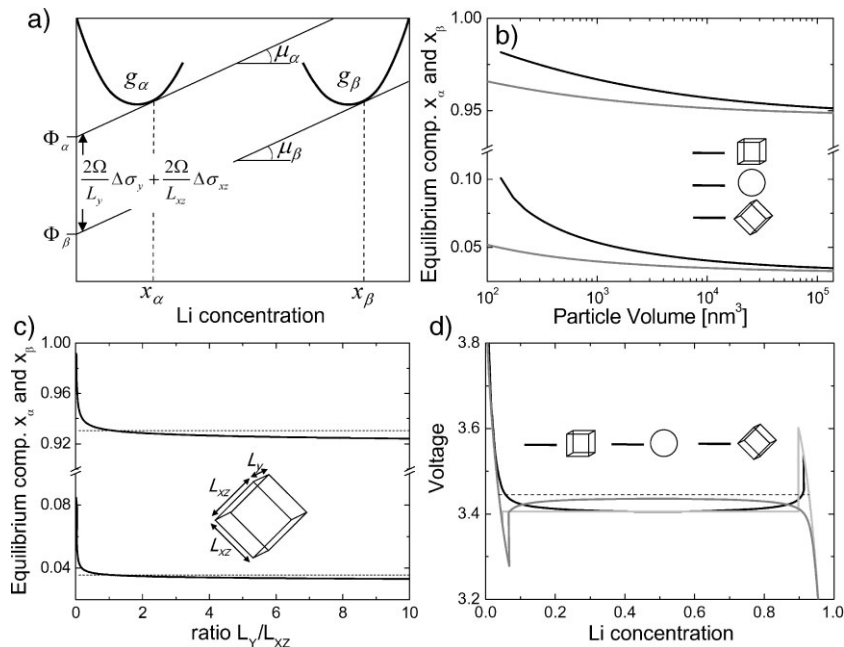 a)
g_α
g_β
μ_α
μ_β
Φ_α
Φ_β
2Ω/L_y Δσ_y + 2Ω/L_xz Δσ_xz
x_α
x_β
Li concentration
b)
Equilibrium comp. x_α and x_β
1.00
0.95
0.10
0.05
10^2
10^3
10^4
10^5
Particle Volume [nm^3]
c)
Equilibrium comp. x_α and x_β
1.00
0.96
0.92
0.08
0.04
L_y
L_xz
L_xz
0
2
4
6
8
10
ratio L_Y/L_XZ
d)
Voltage
3.8
3.6
3.4
3.2
0.0
0.2
0.4
0.6
0.8
1.0
Li concentration